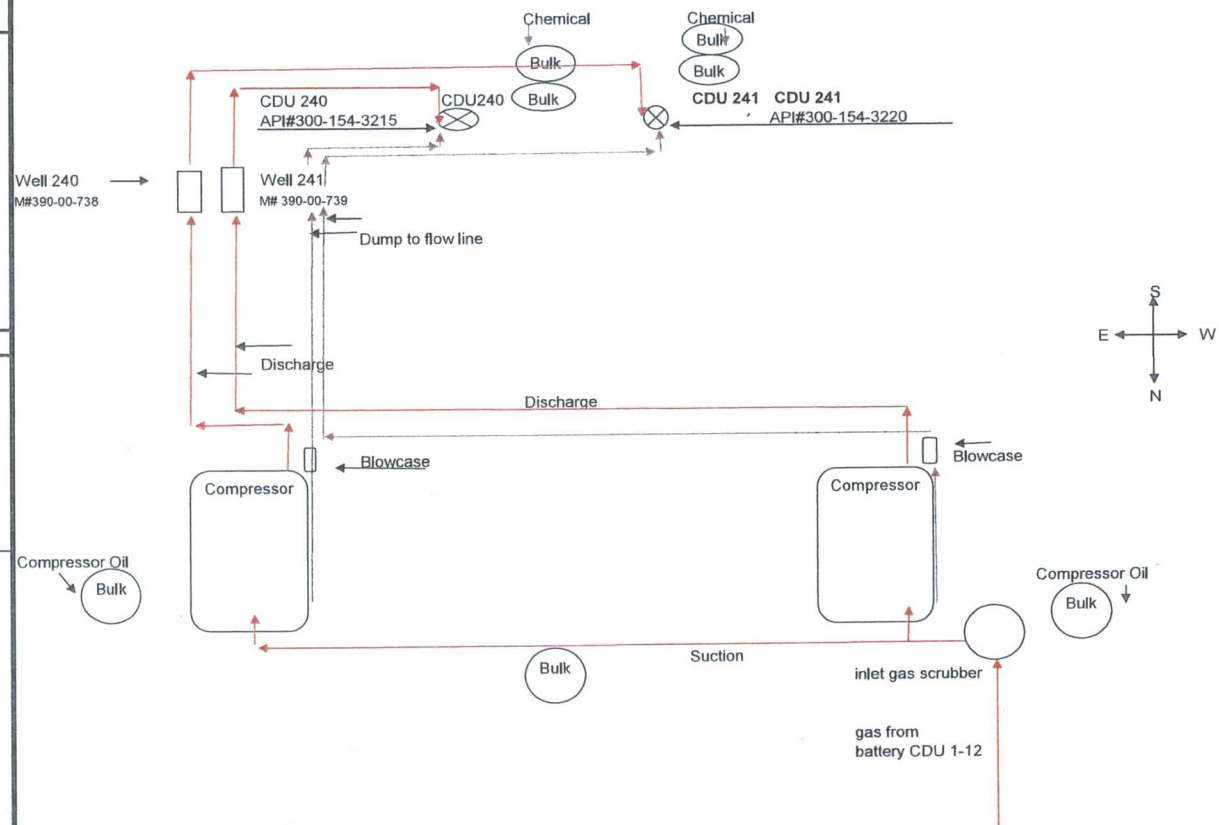 Chemical
Chemical
Bulk
Bulk
Bulk
Bulk
CDU 240
CDU240
CDU 241 CDU 241
API#300-154-3215
API#300-154-3220
Well 240
Well 241
M#390-00-738
M# 390-00-739
Dump to flow line
S
E
W
N
Discharge
Discharge
Blowcase
Blowcase
Compressor
Compressor
Compressor Oil
Bulk
Compressor Oil
Bulk
Suction
Bulk
inlet gas scrubber
gas from
battery CDU 1-12